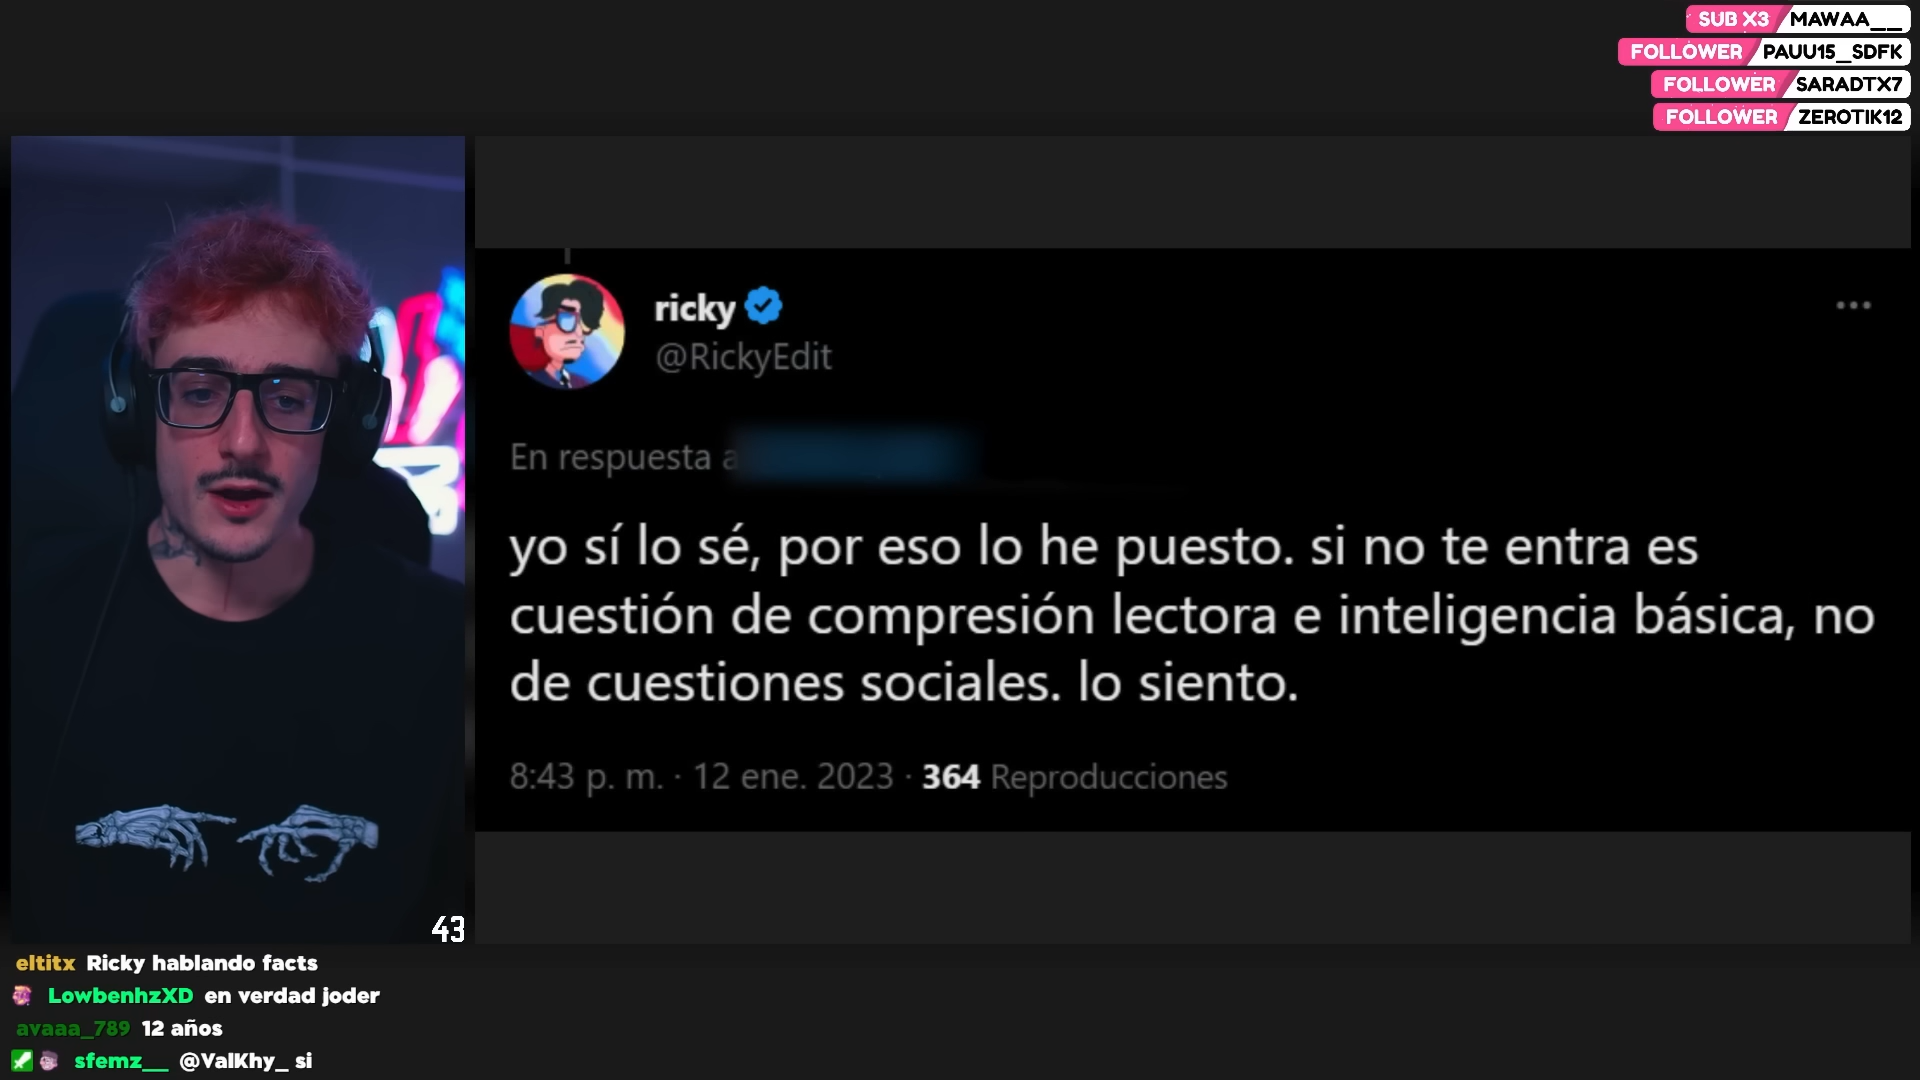 SUB X3 MAWAA__
FOLLOWER PAUU15_SDFK
FOLLOWER SARADTX7
FOLLOWER ZEROTIK12
ricky
@RickyEdit
En respuesta a
yo sí lo sé, por eso lo he puesto. si no te entra es
cuestión de compresión lectora e inteligencia básica, no
de cuestiones sociales. lo siento.
8:43 p. m. · 12 ene. 2023 · 364 Reproducciones
43
eltitx Ricky hablando facts
LowbenhzXD en verdad joder
avaaa_789 12 años
sfemz__ @ValKhy_ si